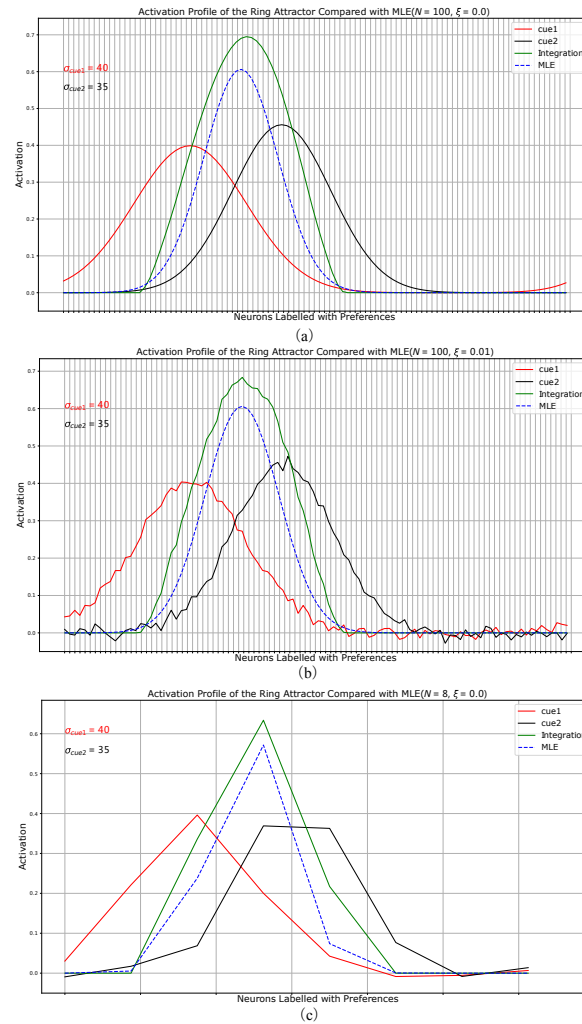 Activation Profile of the Ring Attractor Compared with MLE(N = 100, ξ = 0.0)
0.7
0.6
0.5
0.4
0.3
0.2
0.1
0.0
Activation
σcue1 = 40
σcue2 = 35
cue1
cue2
Integration
MLE
Neurons Labelled with Preferences
(a)
Activation Profile of the Ring Attractor Compared with MLE(N = 100, ξ = 0.01)
0.7
0.6
0.5
0.4
0.3
0.2
0.1
0.0
Activation
σcue1 = 40
σcue2 = 35
cue1
cue2
Integration
MLE
Neurons Labelled with Preferences
(b)
Activation Profile of the Ring Attractor Compared with MLE(N = 8, ξ = 0.0)
0.6
0.5
0.4
0.3
0.2
0.1
0.0
Activation
σcue1 = 40
σcue2 = 35
cue1
cue2
Integration
MLE
Neurons Labelled with Preferences
(c)